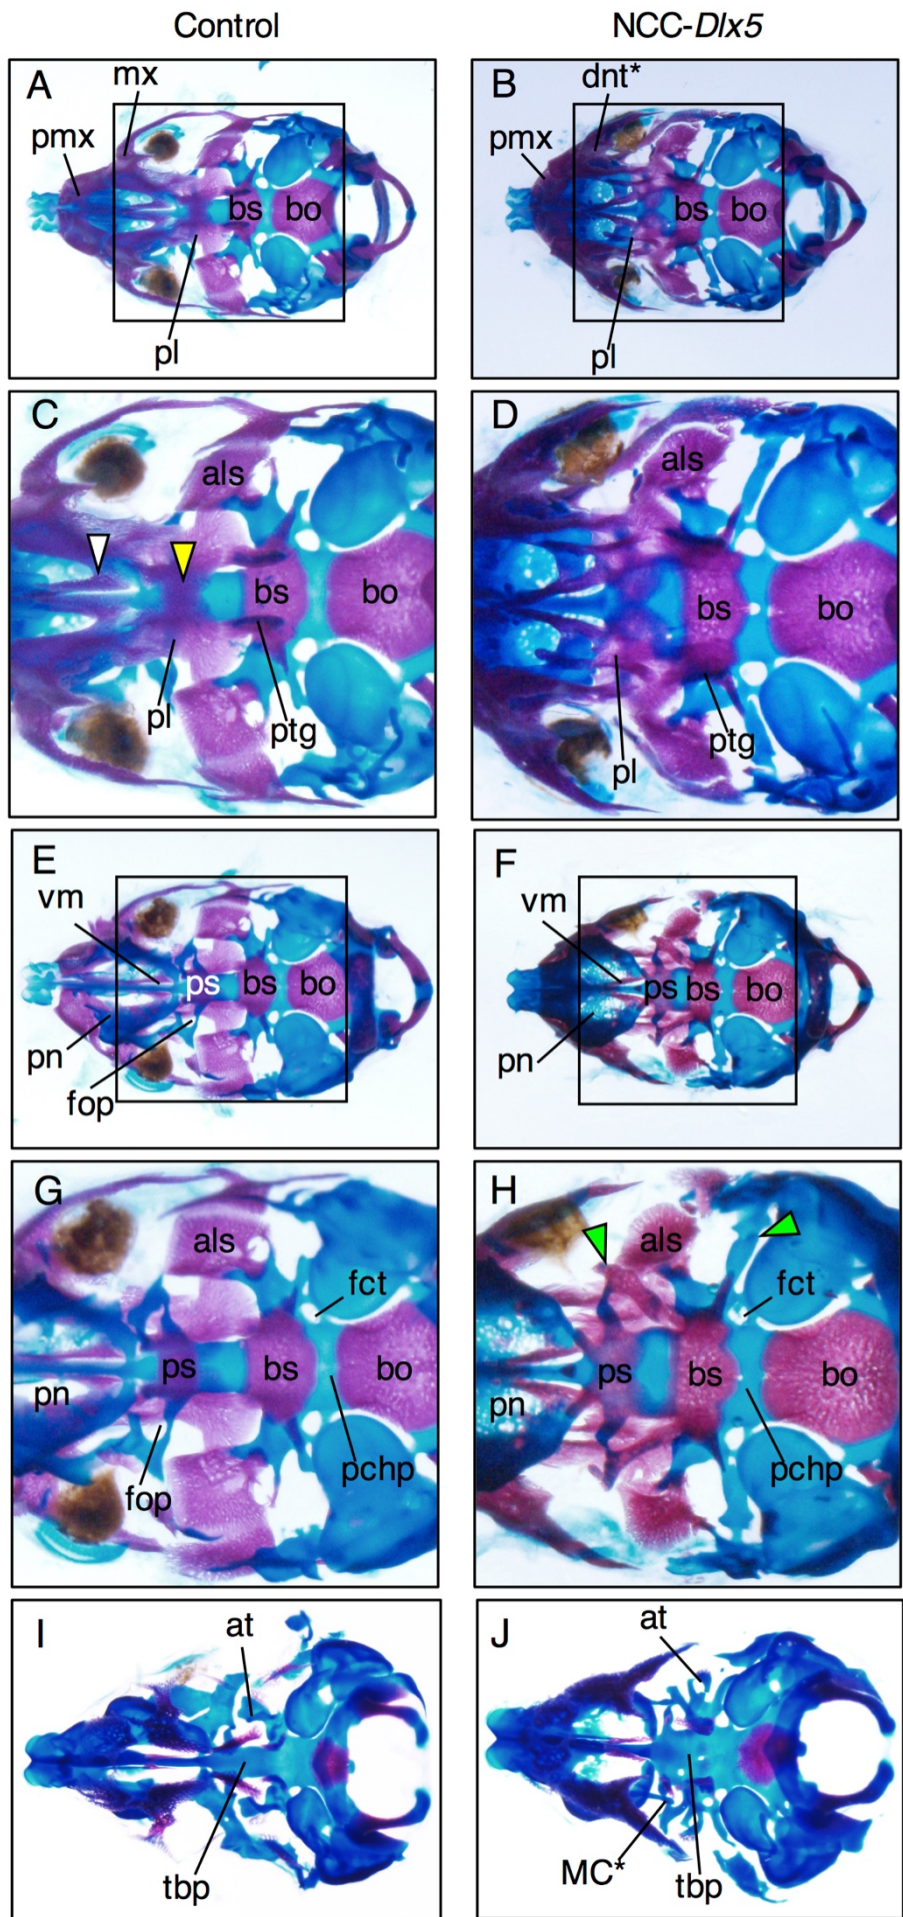 Control NCC-Dlx5
A mx pmx bs bo pl
B dnt* pmx bs bo pl
C als bs bo pl ptg
D als bs bo pl ptg
E vm ps bs bo pn fop
F vm ps bs bo pn
G als fct ps bs bo pn fop pchp
H als fct ps bs bo pn pchp
I at tbp
J at MC* tbp